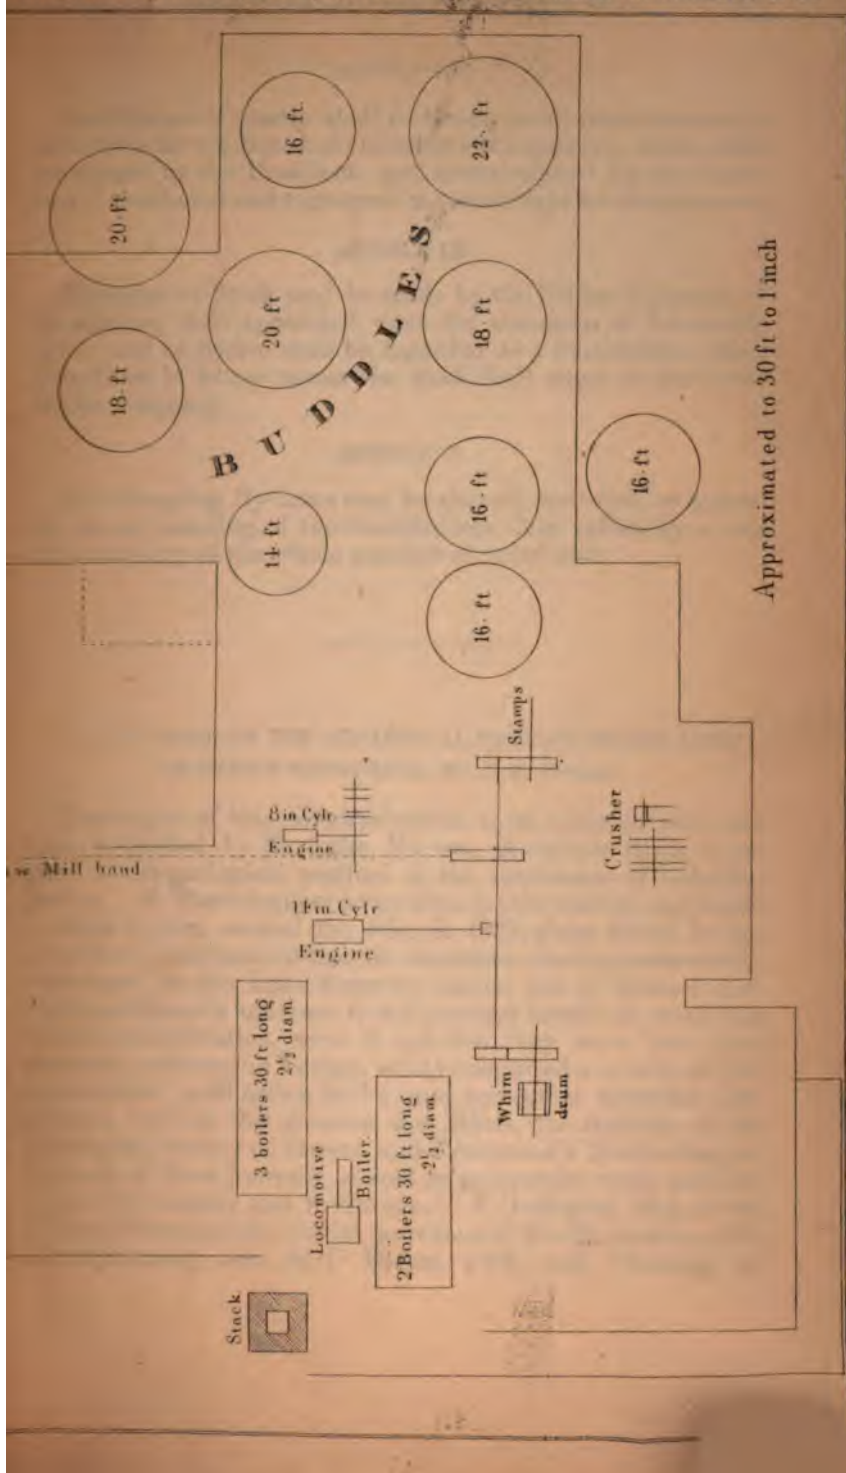 20 · ft.
16 · ft.
22 · ft
18 · ft
20 · ft
18 · ft
BUDDLES
14 · ft
16 · ft
16 · ft
16 · ft
Approximated to 30 ft to 1 inch
Stamps
8 in. Cylr
Engine
Mill band
Crusher
14 in. Cylr
Engine
3 boilers 30 ft long
2½ diam.
Whim
drum
Locomotive
Boiler.
2 Boilers 30 ft long
2½ diam.
Stack